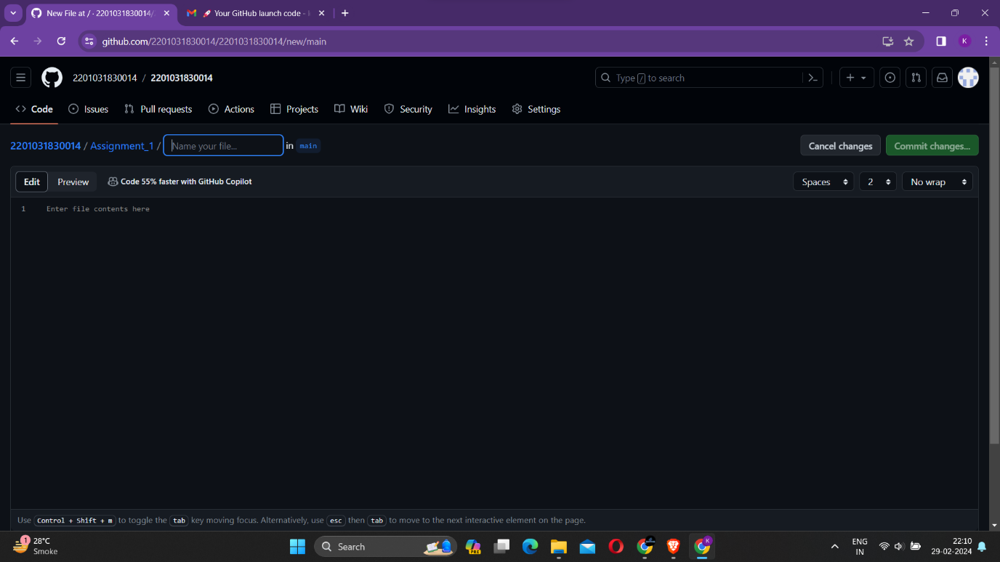 New File at / · 2201031830014/
🚀 Your GitHub launch code -
github.com/2201031830014/2201031830014/new/main
K
2201031830014 / 2201031830014
Type / to search
Code
Issues
Pull requests
Actions
Projects
Wiki
Security
Insights
Settings
2201031830014 / Assignment_1 / Name your file... in main
Cancel changes
Commit changes...
Edit
Preview
Code 55% faster with GitHub Copilot
Spaces
2
No wrap
1 Enter file contents here
Use Control + Shift + m to toggle the tab key moving focus. Alternatively, use esc then tab to move to the next interactive element on the page.
1
28°C
Smoke
Search
PRE
K
ENG
IN
22:10
29-02-2024